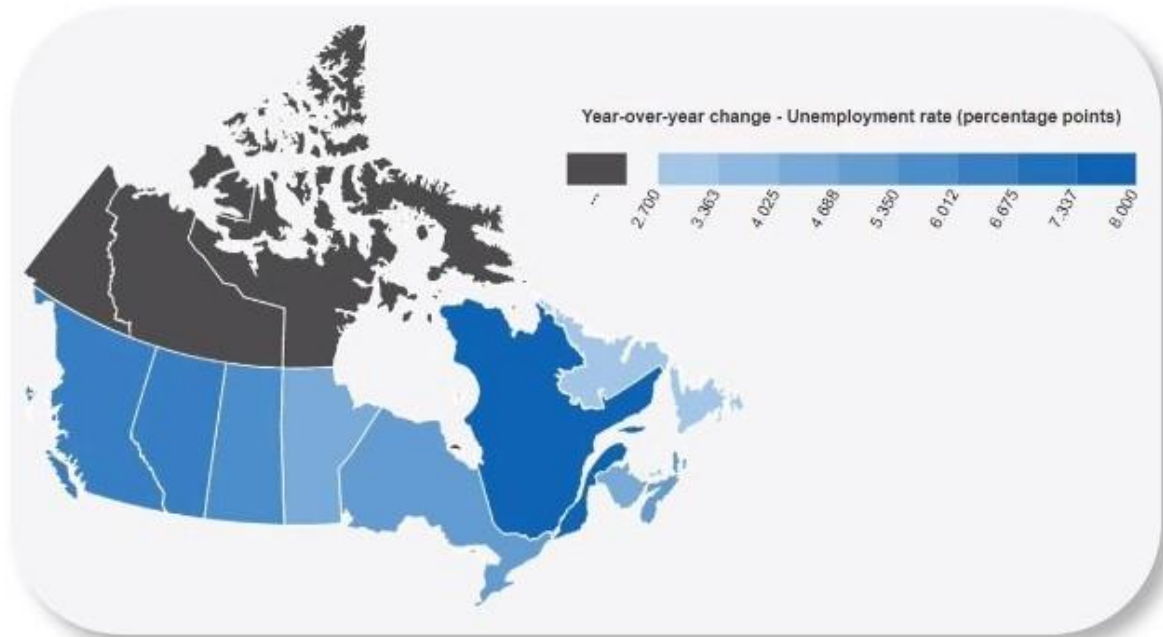 Year-over-year change - Unemployment rate (percentage points)
... 2.700 3.363 4.025 4.688 5.350 6.012 6.675 7.337 8.000